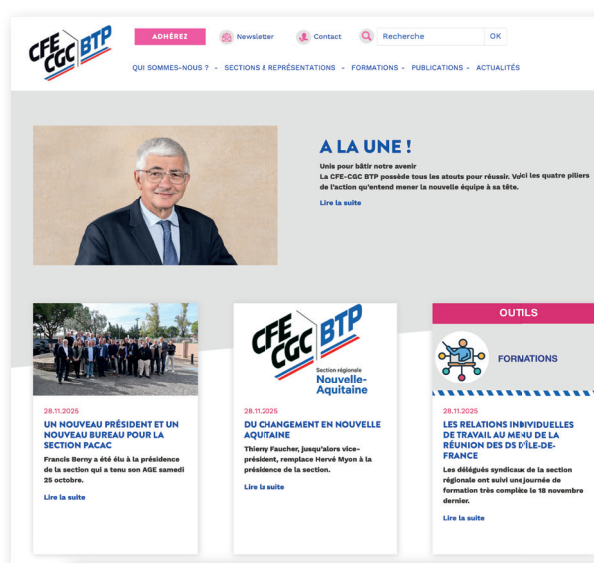 CFE
CGC BTP
ADHÉREZ
Newsletter
Contact
Recherche
OK
QUI SOMMES-NOUS ? - SECTIONS & REPRÉSENTATIONS - FORMATIONS - PUBLICATIONS - ACTUALITÉS
A LA UNE !
Unis pour bâtir notre avenir
La CFE-CGC BTP possède tous les atouts pour réussir. Voici les quatre piliers
de l'action qu'entend mener la nouvelle équipe à sa tête.
Lire la suite
28.11.2025
UN NOUVEAU PRÉSIDENT ET UN
NOUVEAU BUREAU POUR LA
SECTION PACAC
Francis Berny a été élu à la présidence
de la section qui a tenu son AGE samedi
25 octobre.
Lire la suite
CFE
CGC BTP
Section régionale
Nouvelle-
Aquitaine
28.11.2025
DU CHANGEMENT EN NOUVELLE
AQUITAINE
Thierry Faucher, jusqu'alors vice-
président, remplace Hervé Myon à la
présidence de la section.
Lire la suite
OUTILS
FORMATIONS
28.11.2025
LES RELATIONS INDIVIDUELLES
DE TRAVAIL AU MENU DE LA
RÉUNION DES DS D'ÎLE-DE-
FRANCE
Les délégués syndicaux de la section
régionale ont suivi une journée de
formation très complète le 18 novembre
dernier.
Lire la suite